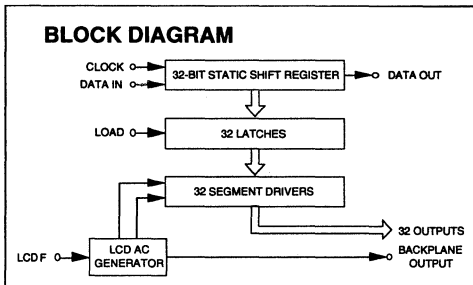 BLOCK DIAGRAM
CLOCK
DATA IN
32-BIT STATIC SHIFT REGISTER
DATA OUT
LOAD
32 LATCHES
32 SEGMENT DRIVERS
32 OUTPUTS
LCD F
LCD AC
GENERATOR
BACKPLANE
OUTPUT